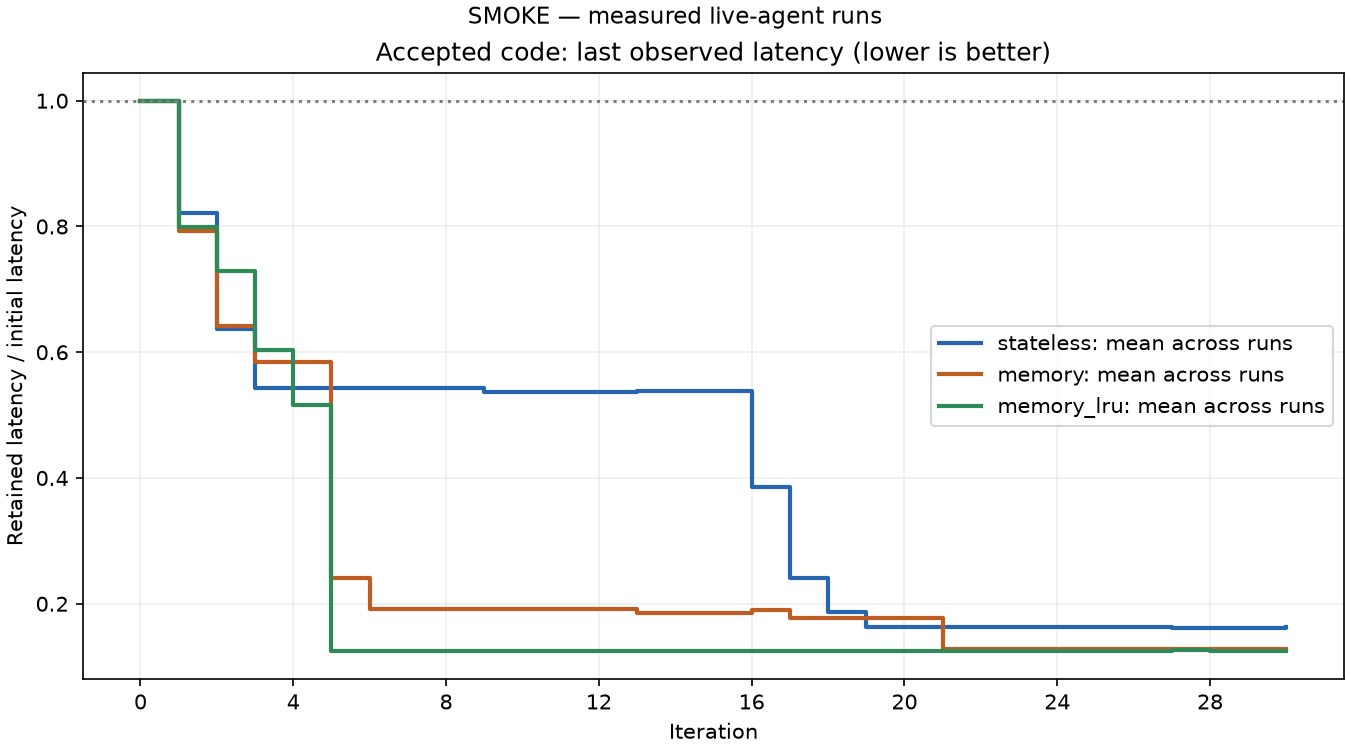 SMOKE — measured live-agent runs
Accepted code: last observed latency (lower is better)
Retained latency / initial latency
1.0
0.8
0.6
0.4
0.2
stateless: mean across runs
memory: mean across runs
memory_lru: mean across runs
0 4 8 12 16 20 24 28
Iteration